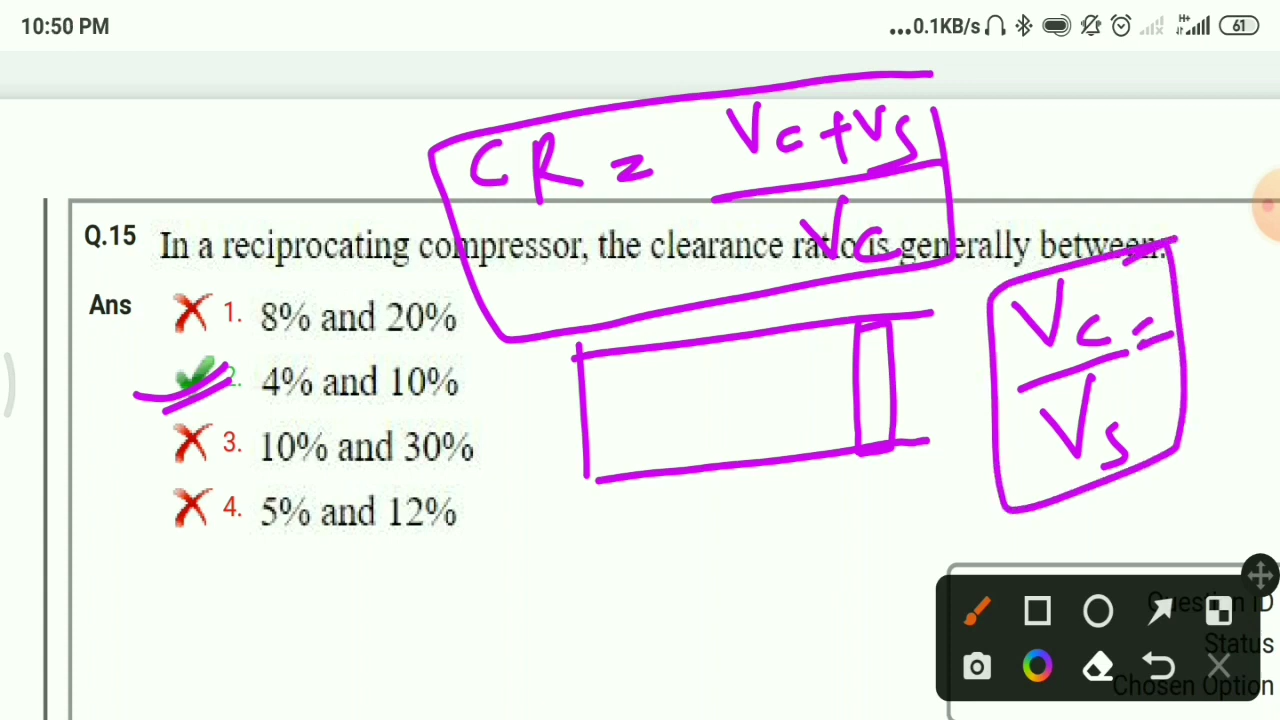 10:50 PM
...0.1KB/s H+ 61
CR = Vc+Vs
Vc
Q.15 In a reciprocating compressor, the clearance ratio is generally between:
Ans 1. 8% and 20%
2. 4% and 10%
3. 10% and 30%
4. 5% and 12%
Vc =
Vs
Question ID
Status
Chosen Option